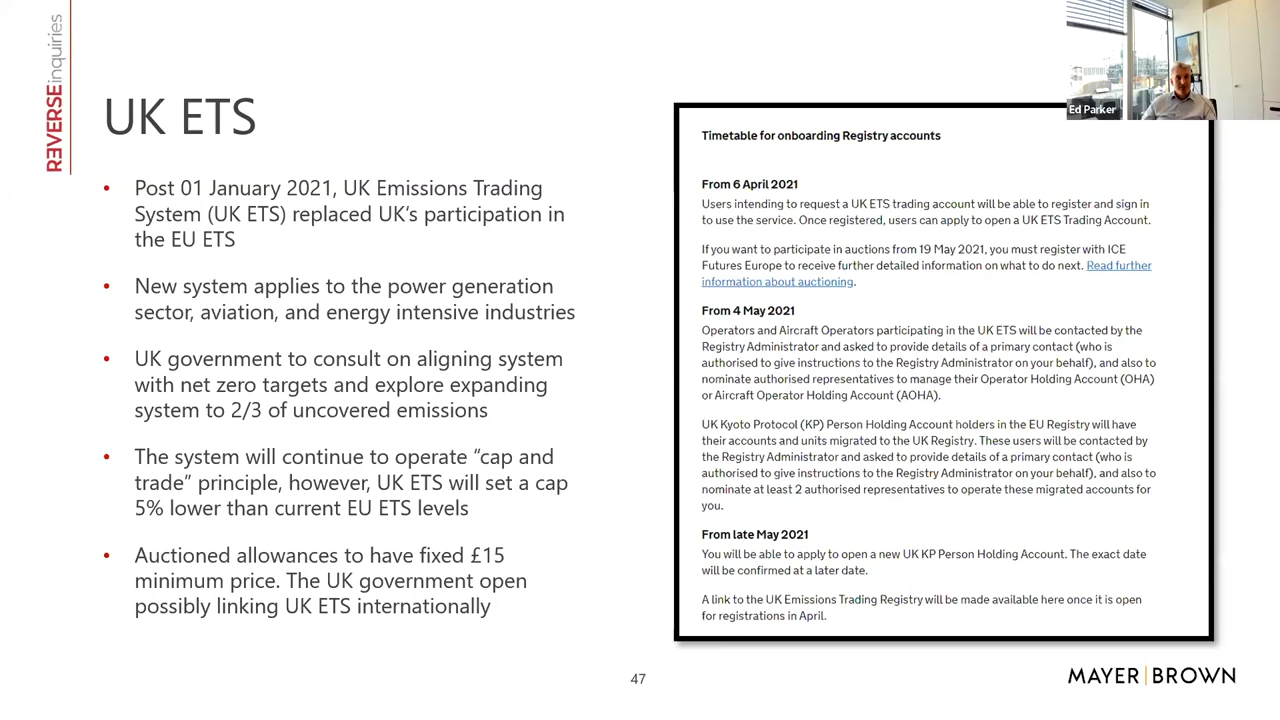 REVERSEinquiries
UK ETS
• Post 01 January 2021, UK Emissions Trading
System (UK ETS) replaced UK's participation in
the EU ETS
• New system applies to the power generation
sector, aviation, and energy intensive industries
• UK government to consult on aligning system
with net zero targets and explore expanding
system to 2/3 of uncovered emissions
• The system will continue to operate “cap and
trade” principle, however, UK ETS will set a cap
5% lower than current EU ETS levels
• Auctioned allowances to have fixed £15
minimum price. The UK government open
possibly linking UK ETS internationally
Ed Parker
Timetable for onboarding Registry accounts
From 6 April 2021
Users intending to request a UK ETS trading account will be able to register and sign in
to use the service. Once registered, users can apply to open a UK ETS Trading Account.
If you want to participate in auctions from 19 May 2021, you must register with ICE
Futures Europe to receive further detailed information on what to do next. Read further
information about auctioning.
From 4 May 2021
Operators and Aircraft Operators participating in the UK ETS will be contacted by the
Registry Administrator and asked to provide details of a primary contact (who is
authorised to give instructions to the Registry Administrator on your behalf), and also to
nominate authorised representatives to manage their Operator Holding Account (OHA)
or Aircraft Operator Holding Account (AOHA).
UK Kyoto Protocol (KP) Person Holding Account holders in the EU Registry will have
their accounts and units migrated to the UK Registry. These users will be contacted by
the Registry Administrator and asked to provide details of a primary contact (who is
authorised to give instructions to the Registry Administrator on your behalf), and also to
nominate at least 2 authorised representatives to operate these migrated accounts for
you.
From late May 2021
You will be able to apply to open a new UK KP Person Holding Account. The exact date
will be confirmed at a later date.
A link to the UK Emissions Trading Registry will be made available here once it is open
for registrations in April.
47
MAYER|BROWN